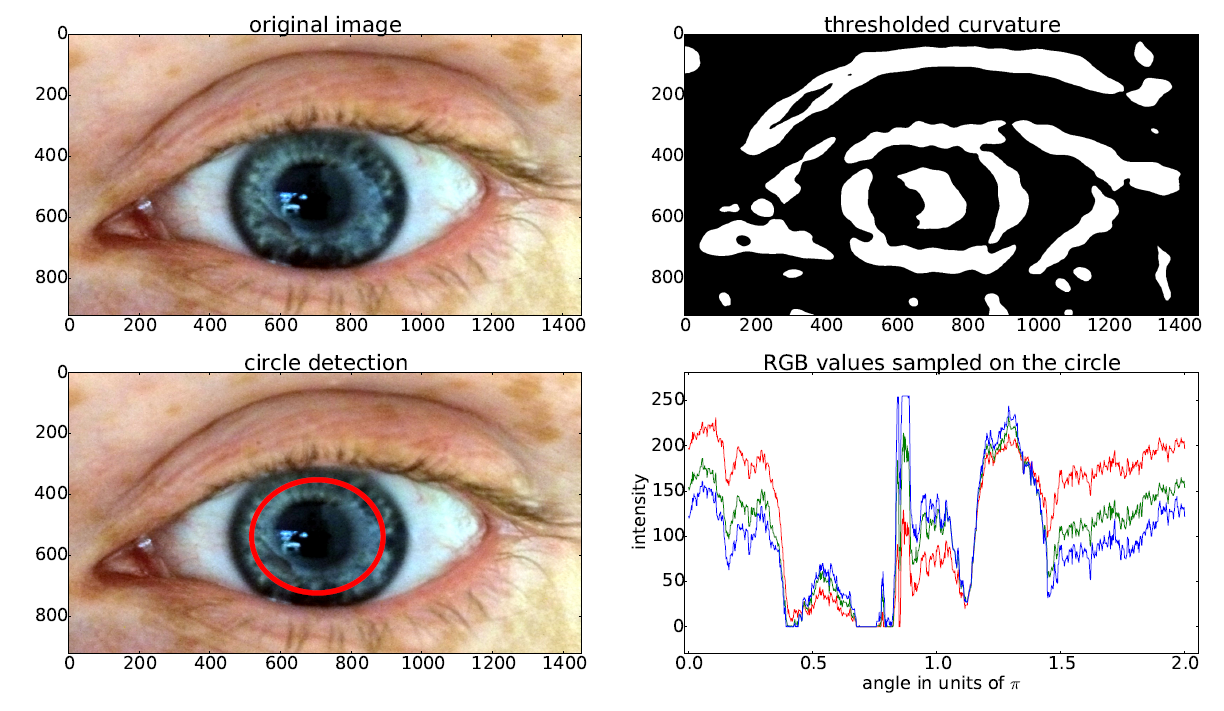 original image
0
200
400
600
800
0 200 400 600 800 1000 1200 1400
thresholded curvature
0
200
400
600
800
0 200 400 600 800 1000 1200 1400
circle detection
0
200
400
600
800
0 200 400 600 800 1000 1200 1400
RGB values sampled on the circle
250
200
150
100
50
0
intensity
0.0 0.5 1.0 1.5 2.0
angle in units of π